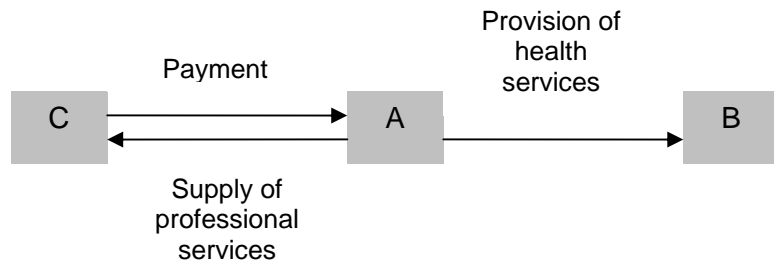 Provision of
health
services
Payment
C
A
B
Supply of
professional
services